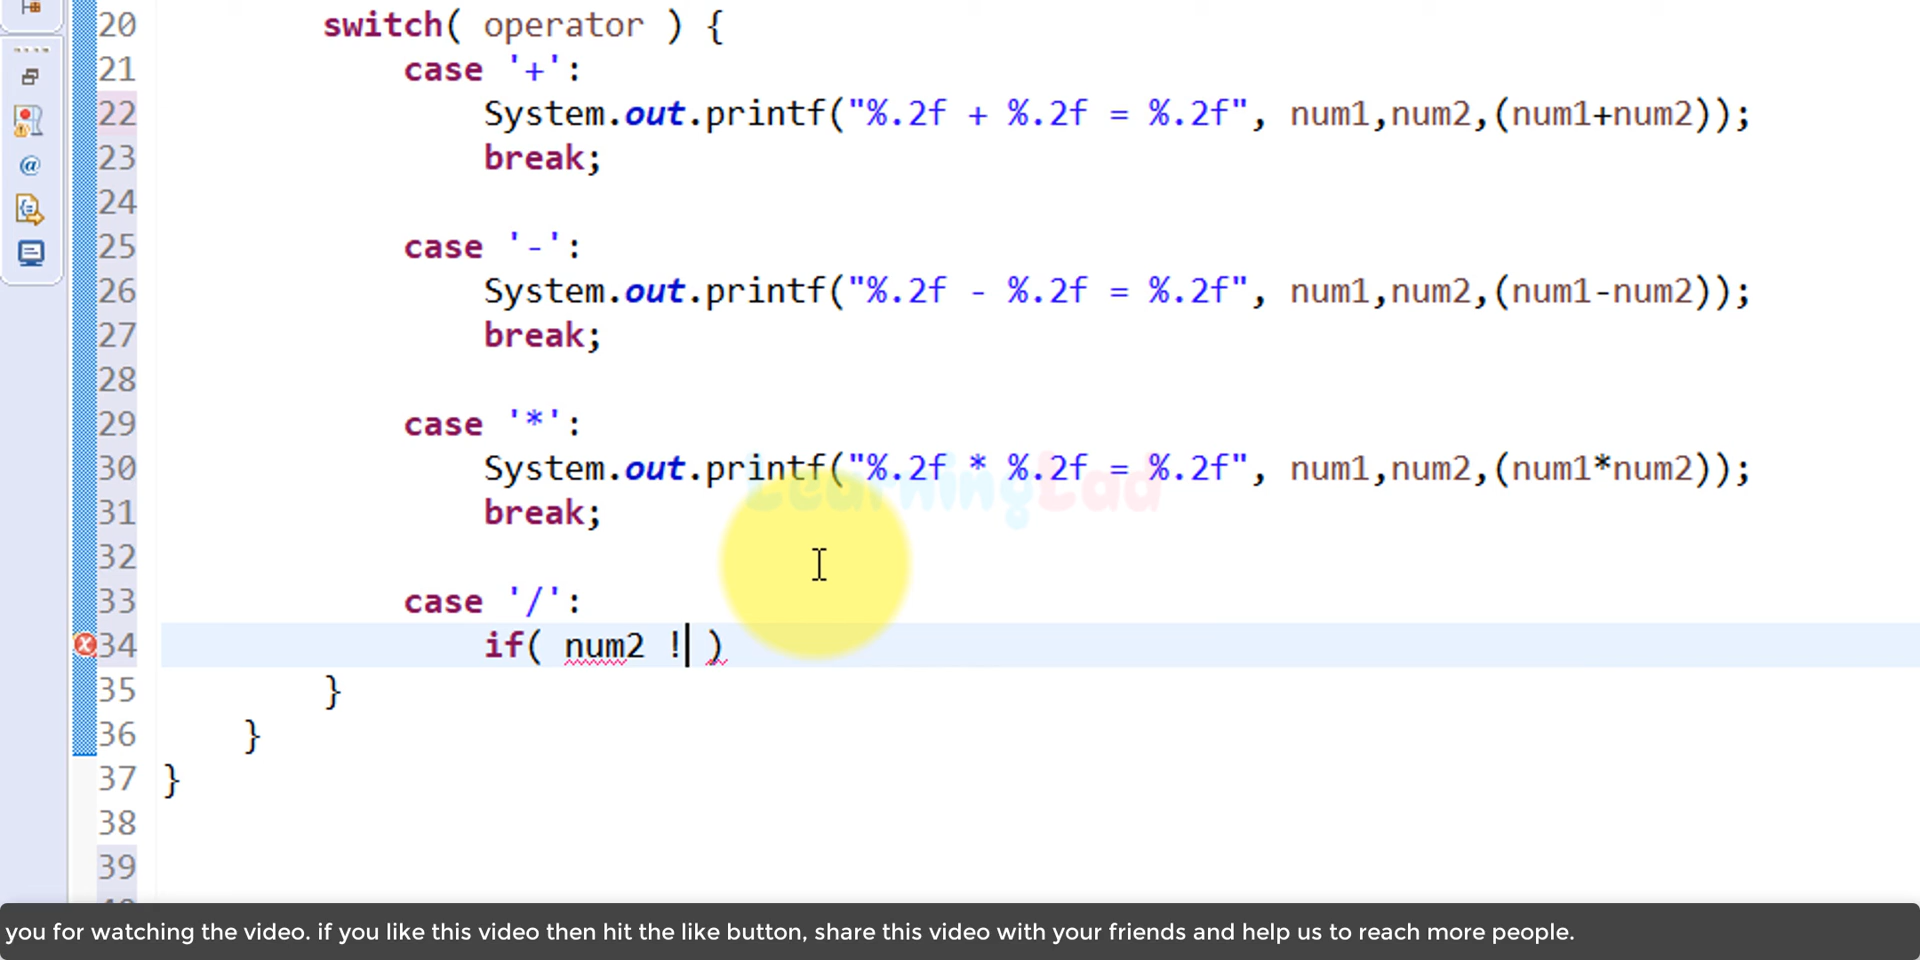 20 switch( operator ) {
21 case '+':
22 System.out.printf("%.2f + %.2f = %.2f", num1,num2,(num1+num2));
23 break;
24
25 case '-':
26 System.out.printf("%.2f - %.2f = %.2f", num1,num2,(num1-num2));
27 break;
28
29 case '*':
30 System.out.printf("%.2f * %.2f = %.2f", num1,num2,(num1*num2));
LearningLad
31 break;
32
33 case '/':
34 if( num2 ! )
35 }
36 }
37 }
38
39
you for watching the video. if you like this video then hit the like button, share this video with your friends and help us to reach more people.